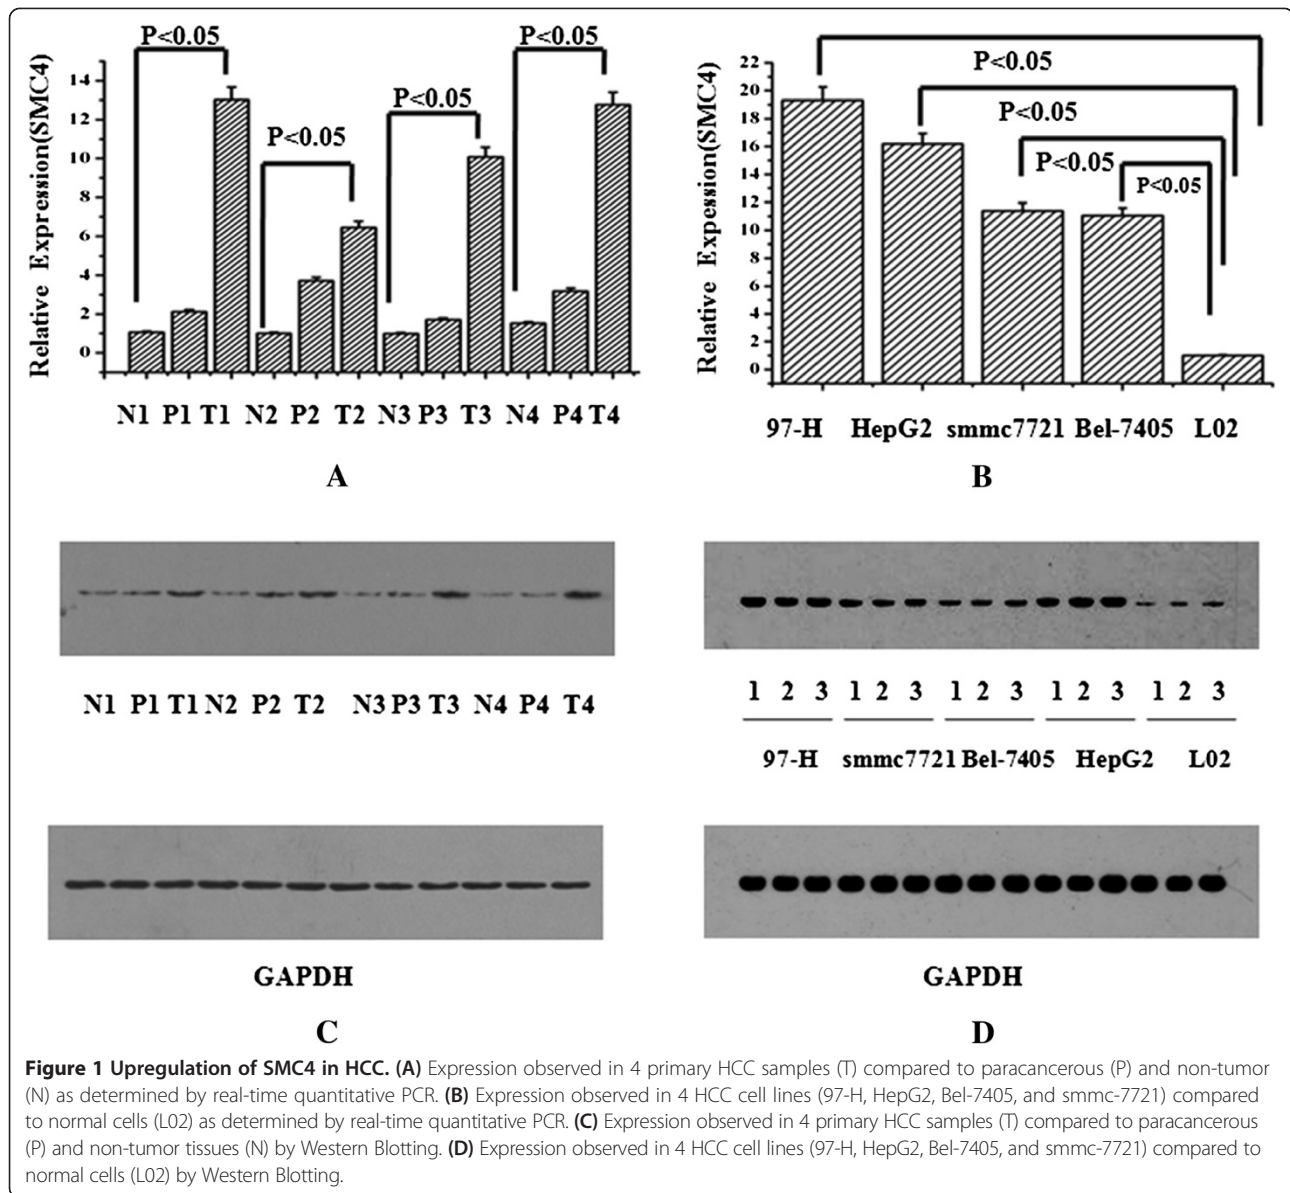 P<0.05
P<0.05
P<0.05
P<0.05
Relative Expression(SMC4)
14
12
10
8
6
4
2
0
N1 P1 T1 N2 P2 T2 N3 P3 T3 N4 P4 T4
A
P<0.05
P<0.05
P<0.05
P<0.05
Relative Expession(SMC4)
22
20
18
16
14
12
10
8
6
4
2
0
97-H HepG2 smmc7721 Bel-7405 L02
B
N1 P1 T1 N2 P2 T2 N3 P3 T3 N4 P4 T4
GAPDH
C
1 2 3 1 2 3 1 2 3 1 2 3 1 2 3
97-H smmc7721 Bel-7405 HepG2 L02
GAPDH
D
Figure 1 Upregulation of SMC4 in HCC. (A) Expression observed in 4 primary HCC samples (T) compared to paracancerous (P) and non-tumor
(N) as determined by real-time quantitative PCR. (B) Expression observed in 4 HCC cell lines (97-H, HepG2, Bel-7405, and smmc-7721) compared
to normal cells (L02) as determined by real-time quantitative PCR. (C) Expression observed in 4 primary HCC samples (T) compared to paracancerous
(P) and non-tumor tissues (N) by Western Blotting. (D) Expression observed in 4 HCC cell lines (97-H, HepG2, Bel-7405, and smmc-7721) compared to
normal cells (L02) by Western Blotting.